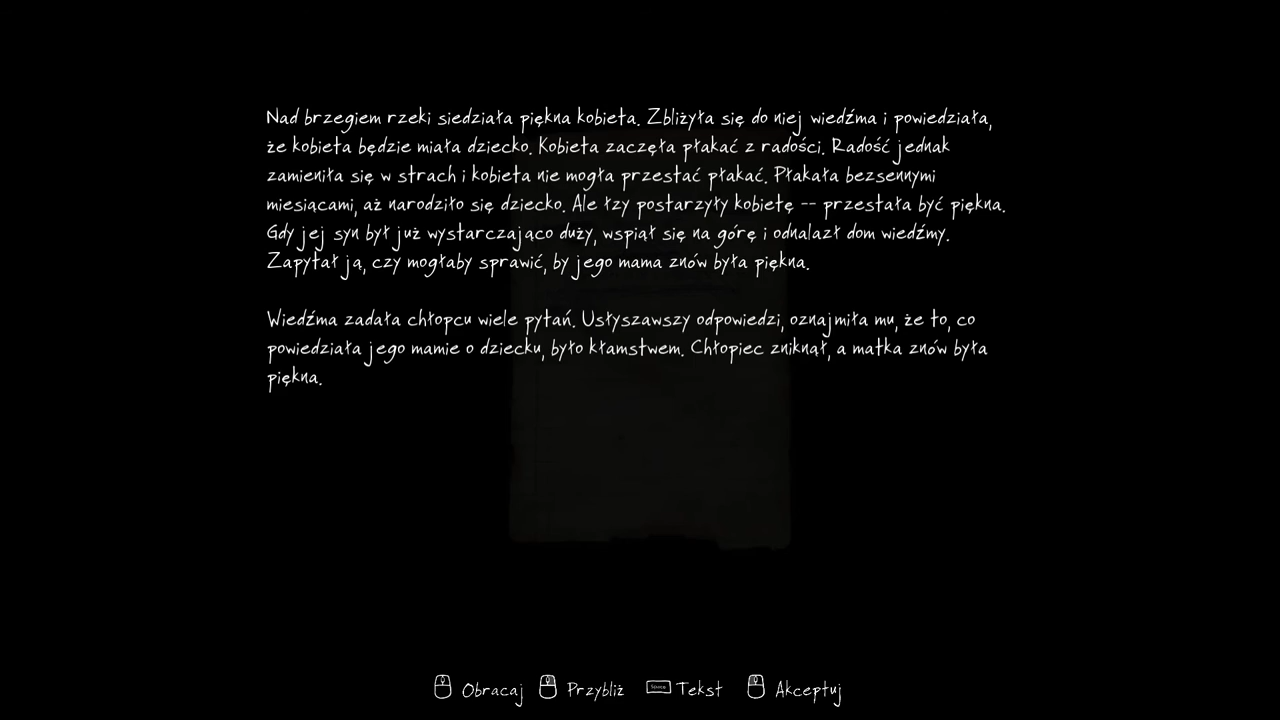 Nad brzegiem rzeki siedziała piękna kobieta. Zbliżyła się do niej wiedźma i powiedziała,
że kobieta będzie miała dziecko. Kobieta zaczęła płakać z radości. Radość jednak
zamieniła się w strach i kobieta nie mogła przestać płakać. Płakała bezsennymi
miesiącami, aż narodziło się dziecko. Ale łzy postarzyły kobietę -- przestała być piękna.
Gdy jej syn był już wystarczająco duży, wspiął się na górę i odnalazł dom wiedźmy.
Zapytał ją, czy mogłaby sprawić, by jego mama znów była piękna.
Wiedźma zadała chłopcu wiele pytań. Usłyszawszy odpowiedzi, oznajmiła mu, że to, co
powiedziała jego mamie o dziecku, było kłamstwem. Chłopiec zniknął, a matka znów była
piękna.
Obracaj Przybliż Tekst Akceptuj